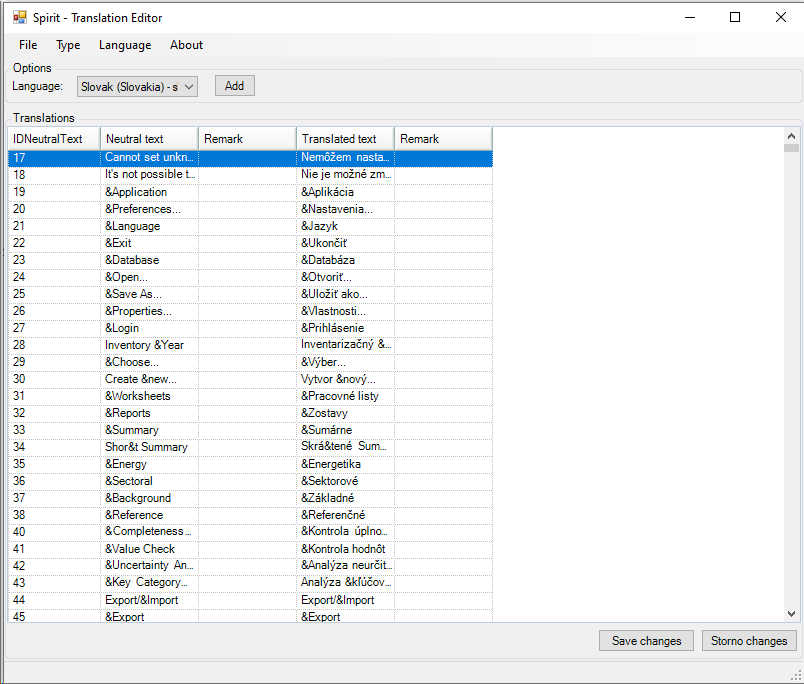 Spirit - Translation Editor
File Type Language About
Options
Language: Slovak (Slovakia) - s Add
Translations
IDNeutralText Neutral text Remark Translated text Remark
17 Cannot set unkn... Nemôžem nasta...
18 It's not possible t... Nie je možné zm...
19 &Application &Aplikácia
20 &Preferences... &Nastavenia...
21 &Language &Jazyk
22 &Exit &Ukončiť
23 &Database &Databáza
24 &Open... &Otvoriť...
25 &Save As... &Uložiť ako...
26 &Properties... &Vlastnosti...
27 &Login &Prihlásenie
28 Inventory &Year Inventarizačný &...
29 &Choose... &Výber...
30 Create &new... Vytvor &nový...
31 &Worksheets &Pracovné listy
32 &Reports &Zostavy
33 &Summary &Sumárne
34 Shor&t Summary Skrá&tené Sum...
35 &Energy &Energetika
36 &Sectoral &Sektorové
37 &Background &Základné
38 &Reference &Referenčné
40 &Completeness... &Kontrola úplno...
41 &Value Check &Kontrola hodnôt
42 &Uncertainty An... &Analýza neurčit...
43 &Key Category... Analýza &kľúčov...
44 Export/&Import Export/&Import
45 &Export &Export
Save changes Storno changes